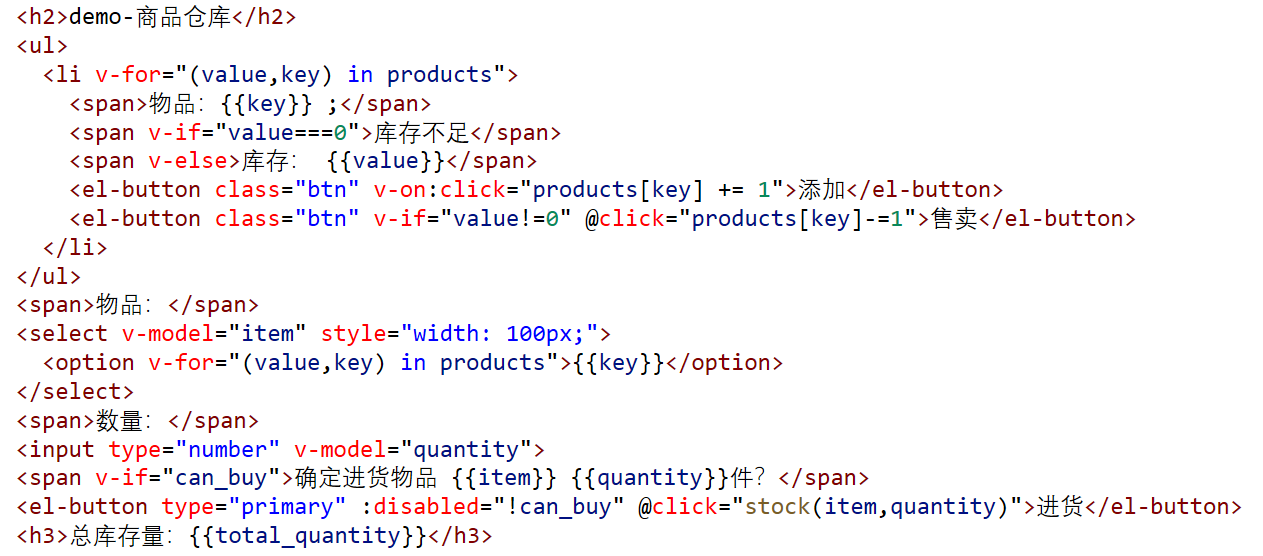 <h2>demo-商品仓库</h2>
<ul>
  <li v-for="(value,key) in products">
    <span>物品：{{key}} ;</span>
    <span v-if="value===0">库存不足</span>
    <span v-else>库存： {{value}}</span>
    <el-button class="btn" v-on:click="products[key] += 1">添加</el-button>
    <el-button class="btn" v-if="value!=0" @click="products[key]-=1">售卖</el-button>
  </li>
</ul>
<span>物品：</span>
<select v-model="item" style="width: 100px;">
  <option v-for="(value,key) in products">{{key}}</option>
</select>
<span>数量：</span>
<input type="number" v-model="quantity">
<span v-if="can_buy">确定进货物品 {{item}} {{quantity}}件？</span>
<el-button type="primary" :disabled="!can_buy" @click="stock(item,quantity)">进货</el-button>
<h3>总库存量：{{total_quantity}}</h3>